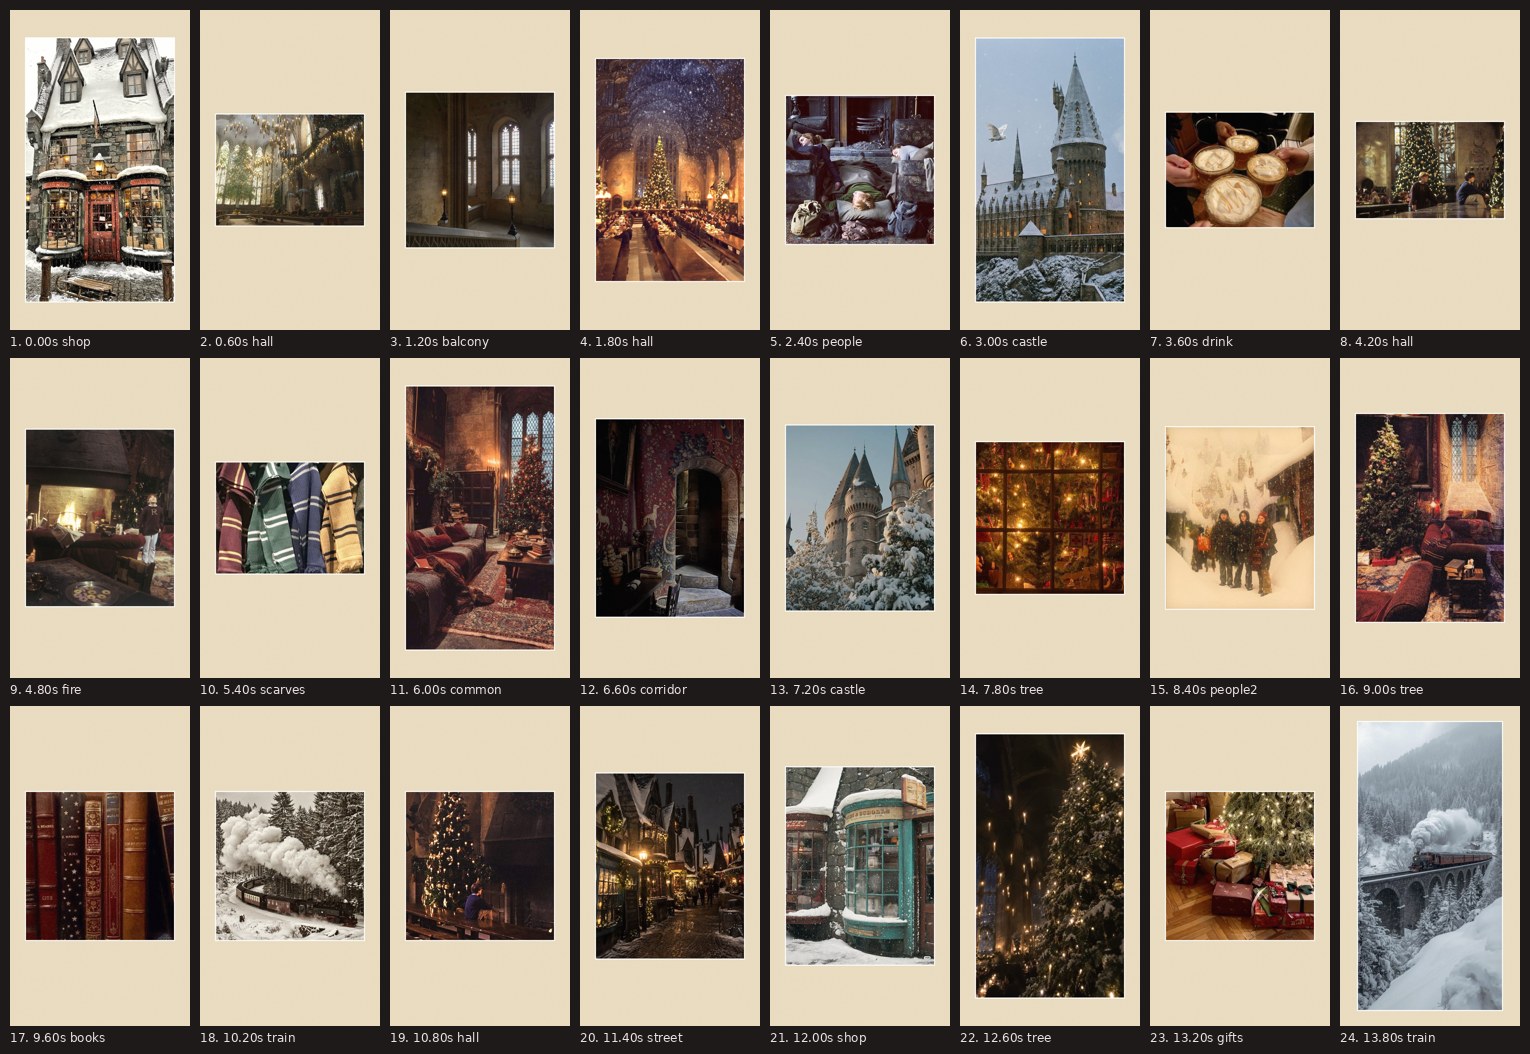 1. 0.00s shop
2. 0.60s hall
3. 1.20s balcony
4. 1.80s hall
5. 2.40s people
6. 3.00s castle
7. 3.60s drink
8. 4.20s hall
9. 4.80s fire
10. 5.40s scarves
11. 6.00s common
12. 6.60s corridor
13. 7.20s castle
14. 7.80s tree
15. 8.40s people2
16. 9.00s tree
17. 9.60s books
18. 10.20s train
19. 10.80s hall
20. 11.40s street
21. 12.00s shop
22. 12.60s tree
23. 13.20s gifts
24. 13.80s train